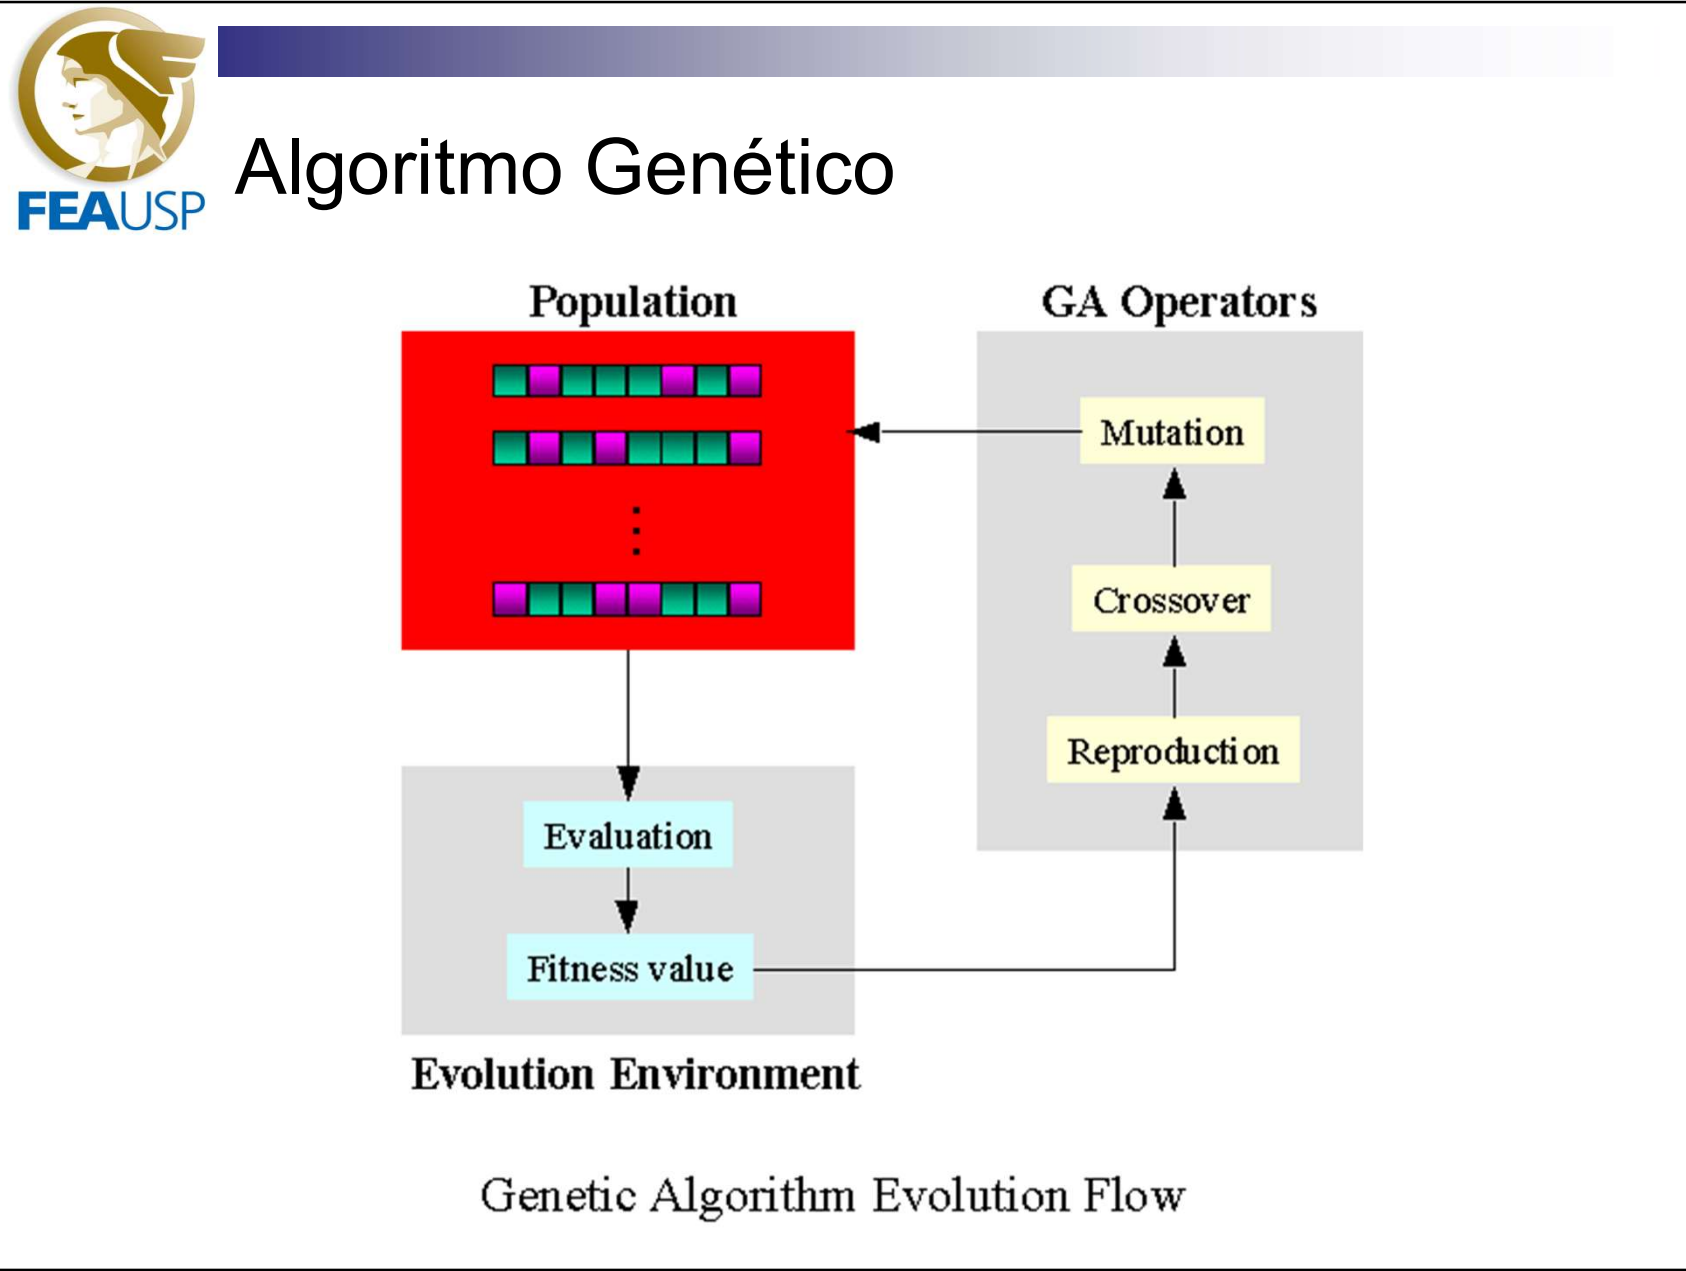 FEAUSP
Algoritmo Genético
Population
GA Operators
Mutation
Crossover
Reproduction
Evaluation
Fitness value
Evolution Environment
Genetic Algorithm Evolution Flow